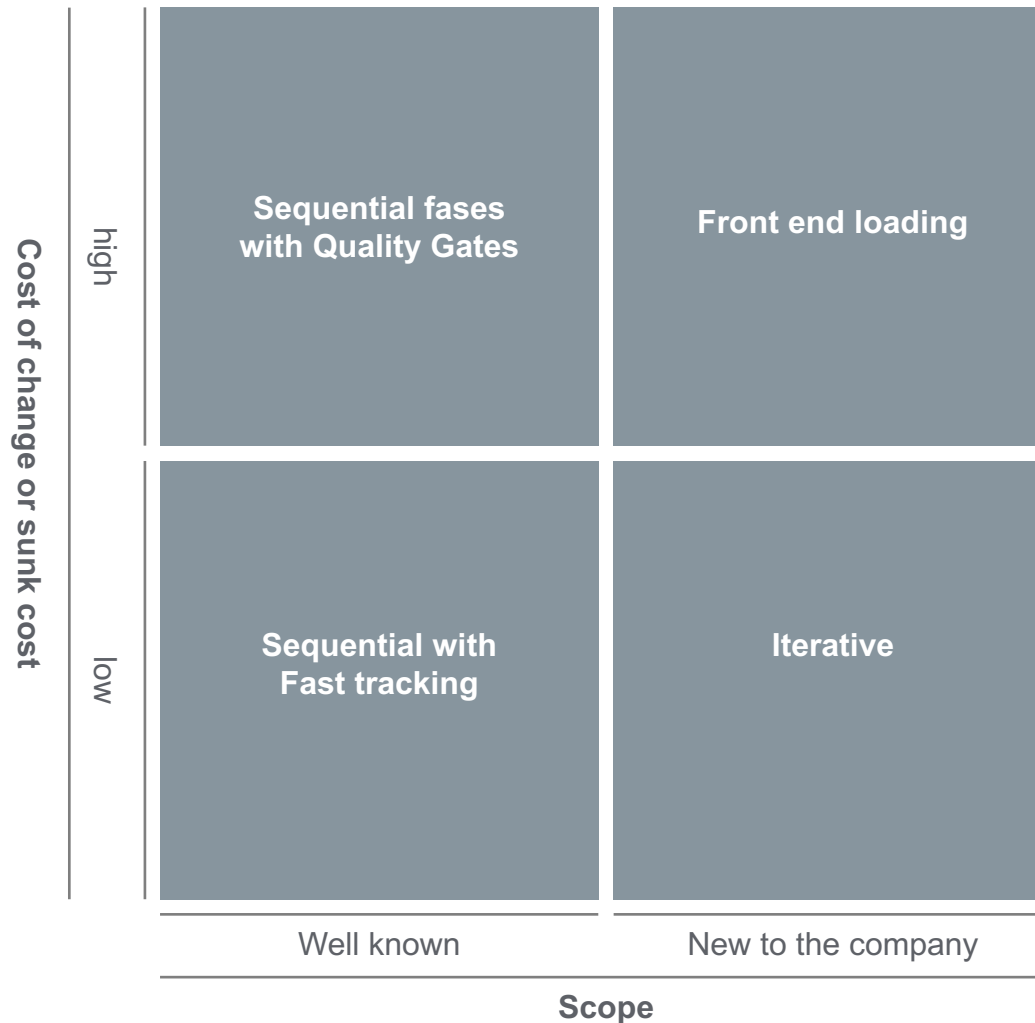 Cost of change or sunk cost
high
low
Sequential fases
with Quality Gates
Front end loading
Sequential with
Fast tracking
Iterative
Well known
New to the company
Scope